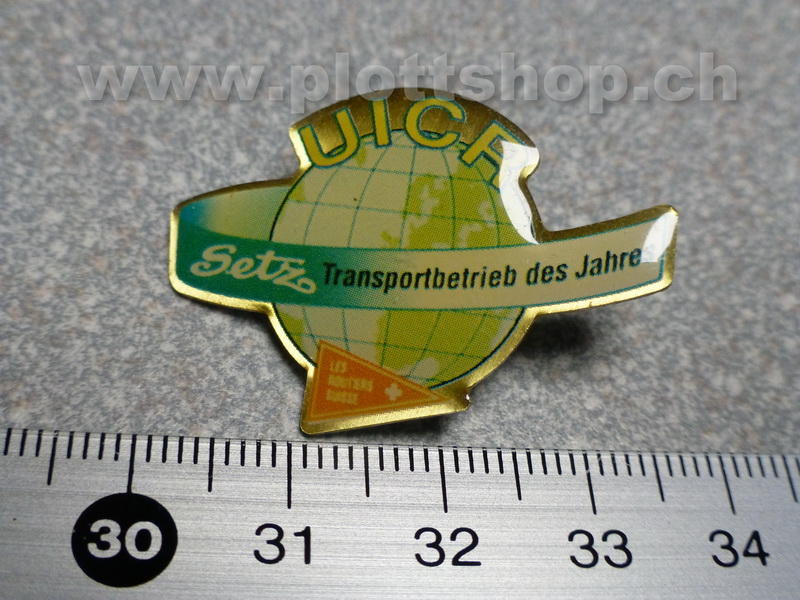 www.plottshop.ch
UICR
Setz Transportbetrieb des Jahre
LES
ROUTIERS
SUISSE
30 31 32 33 34